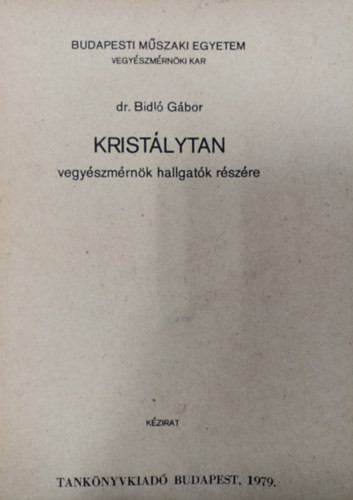 BUDAPESTI MŰSZAKI EGYETEM
VEGYÉSZMÉRNÖKI KAR
dr. Bidló Gábor
KRISTÁLYTAN
vegyészmérnök hallgatók részére
KÉZIRAT
TANKÖNYVKIADÓ BUDAPEST, 1979.